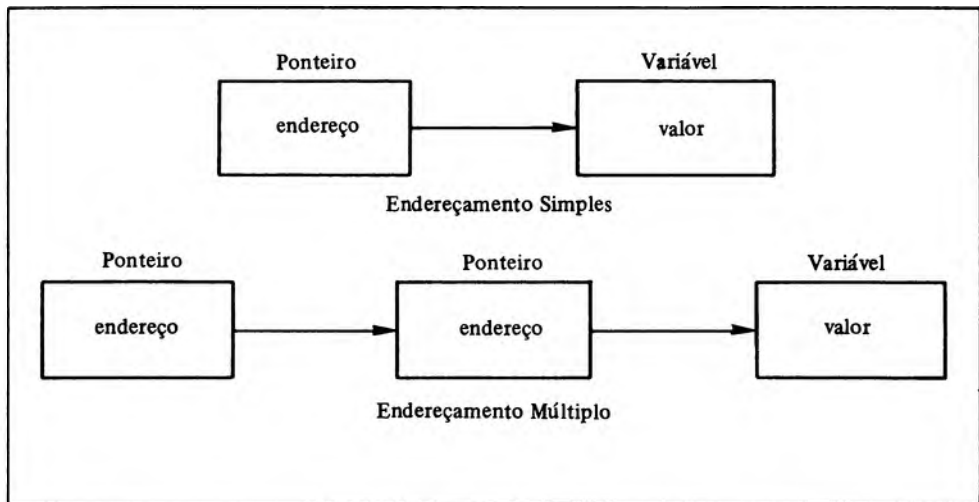 Ponteiro Variável
endereço valor
Endereçamento Simples
Ponteiro Ponteiro Variável
endereço endereço valor
Endereçamento Múltiplo